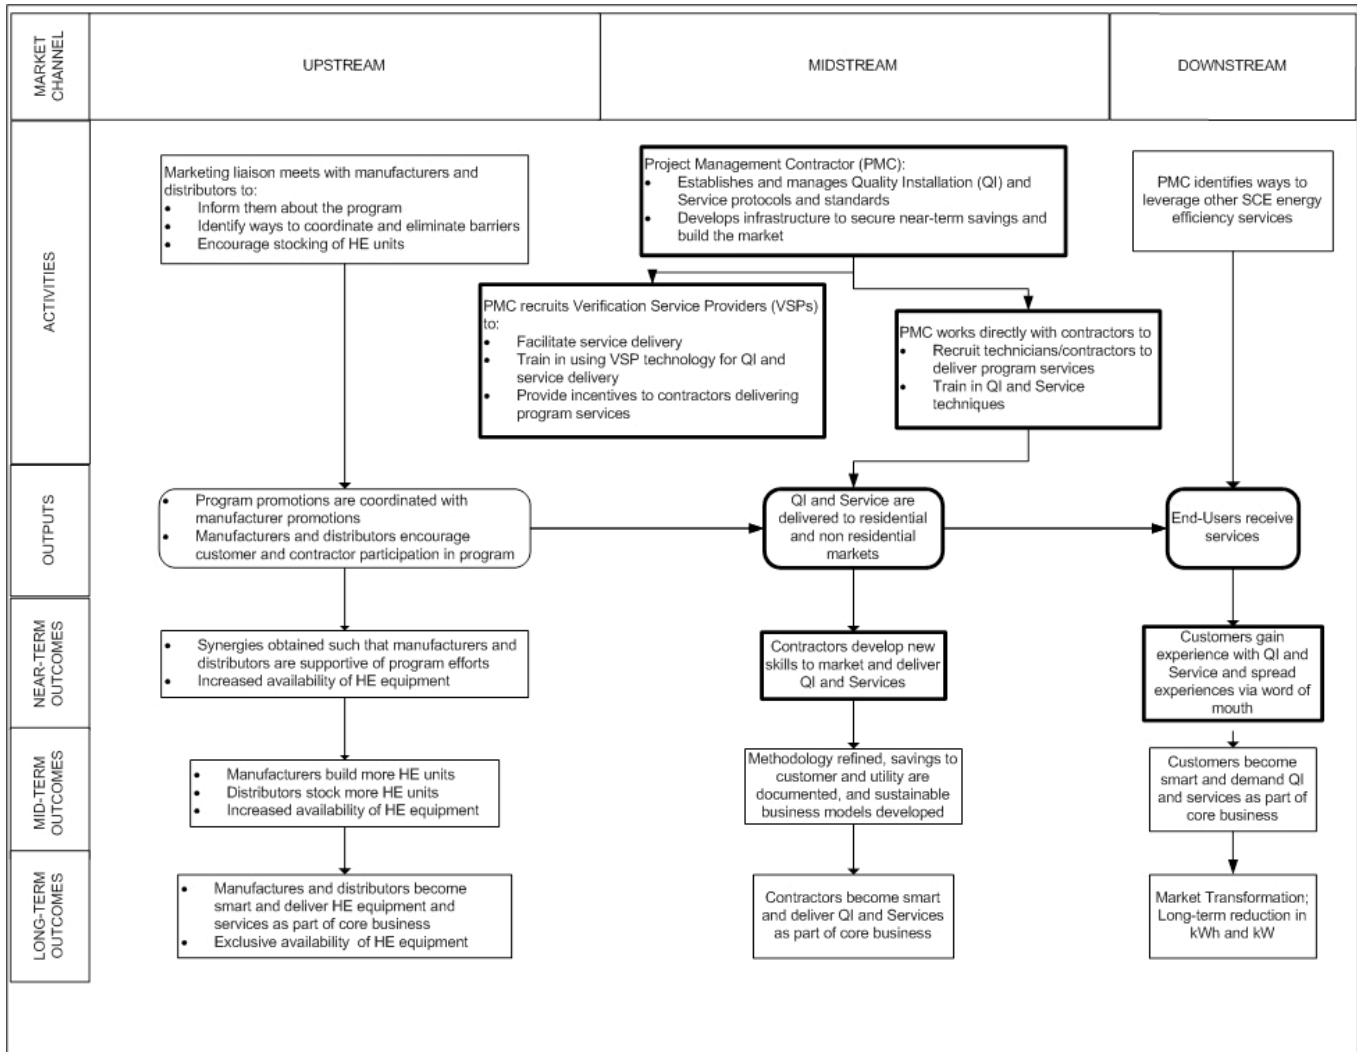 MARKET
CHANNEL
UPSTREAM
MIDSTREAM
DOWNSTREAM
ACTIVITIES
Marketing liaison meets with manufacturers and
distributors to:
• Inform them about the program
• Identify ways to coordinate and eliminate barriers
• Encourage stocking of HE units
Project Management Contractor (PMC):
• Establishes and manages Quality Installation (QI) and
Service protocols and standards
• Develops infrastructure to secure near-term savings and
build the market
PMC identifies ways to
leverage other SCE energy
efficiency services
PMC recruits Verification Service Providers (VSPs)
to:
• Facilitate service delivery
• Train in using VSP technology for QI and
service delivery
• Provide incentives to contractors delivering
program services
PMC works directly with contractors to
• Recruit technicians/contractors to
deliver program services
• Train in QI and Service
techniques
OUTPUTS
• Program promotions are coordinated with
manufacturer promotions
• Manufacturers and distributors encourage
customer and contractor participation in program
QI and Service are
delivered to residential
and non residential
markets
End-Users receive
services
NEAR-TERM
OUTCOMES
• Synergies obtained such that manufacturers and
distributors are supportive of program efforts
• Increased availability of HE equipment
Contractors develop new
skills to market and deliver
QI and Services
Customers gain
experience with QI and
Service and spread
experiences via word of
mouth
MID-TERM
OUTCOMES
• Manufacturers build more HE units
• Distributors stock more HE units
• Increased availability of HE equipment
Methodology refined, savings to
customer and utility are
documented, and sustainable
business models developed
Customers become
smart and demand QI
and services as part of
core business
LONG-TERM
OUTCOMES
• Manufactures and distributors become
smart and deliver HE equipment and
services as part of core business
• Exclusive availability of HE equipment
Contractors become smart
and deliver QI and Services
as part of core business
Market Transformation;
Long-term reduction in
kWh and kW